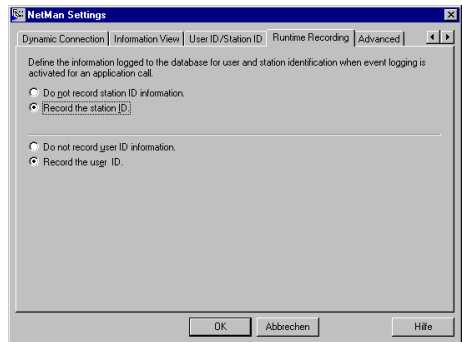 NetMan Settings
Dynamic Connection Information View User ID/Station ID Runtime Recording Advanced
Define the information logged to the database for user and station identification when event logging is
activated for an application call.
Do not record station ID information.
Record the station ID.
Do not record user ID information.
Record the user ID.
OK Abbrechen Hilfe